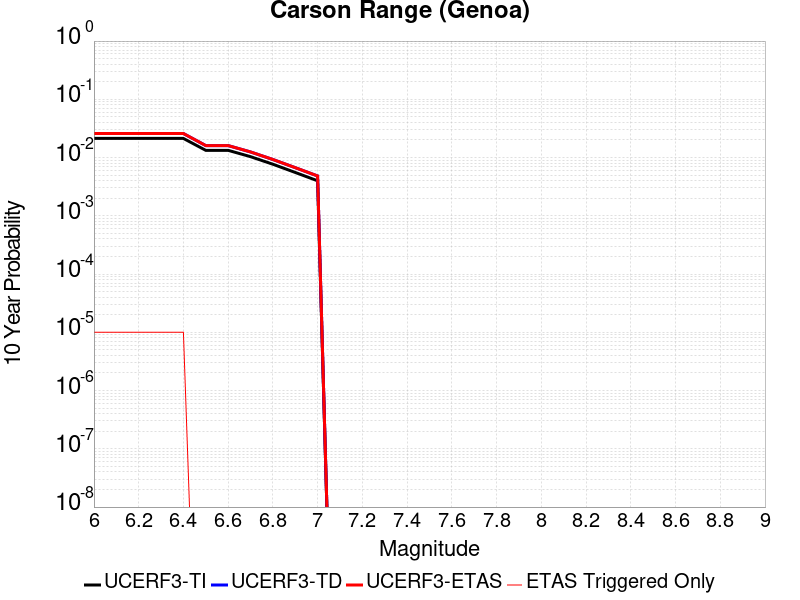 Carson Range (Genoa)
10 Year Probability
10^0
10^-1
10^-2
10^-3
10^-4
10^-5
10^-6
10^-7
10^-8
6 6.2 6.4 6.6 6.8 7 7.2 7.4 7.6 7.8 8 8.2 8.4 8.6 8.8 9
Magnitude
UCERF3-TI UCERF3-TD UCERF3-ETAS ETAS Triggered Only